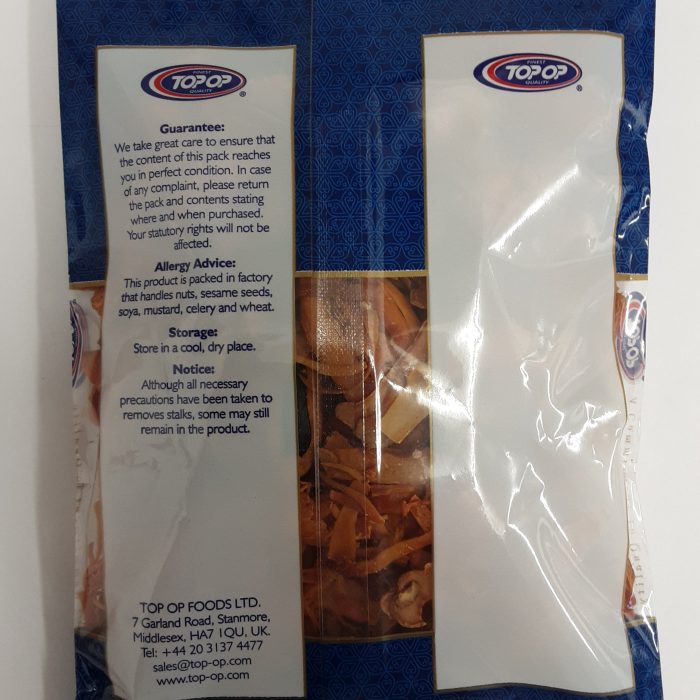 FINEST
TOPOP
QUALITY
®
Guarantee:
We take great care to ensure that
the content of this pack reaches
you in perfect condition. In case
of any complaint, please return
the pack and contents stating
where and when purchased.
Your statutory rights will not be
affected.
Allergy Advice:
This product is packed in factory
that handles nuts, sesame seeds,
soya, mustard, celery and wheat.
Storage:
Store in a cool, dry place.
Notice:
Although all necessary
precautions have been taken to
removes stalks, some may still
remain in the product.
TOP OP FOODS LTD.
7 Garland Road, Stanmore,
Middlesex, HA7 1QU, UK.
Tel: +44 20 3137 4477
sales@top-op.com
www.top-op.com
FINEST
TOPOP
QUALITY
®
Quality